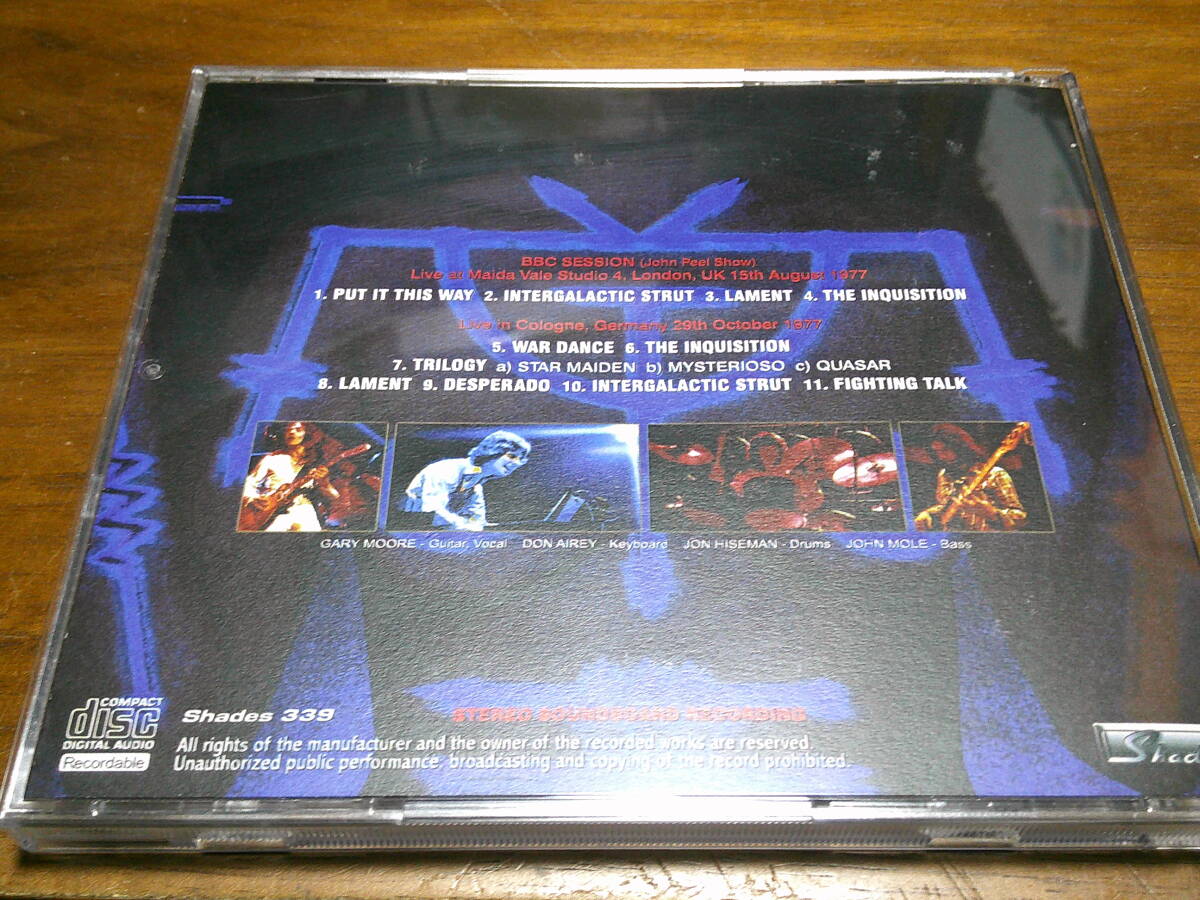 BBC SESSION (John Peel Show)
Live at Maida Vale Studio 4, London, UK 15th August 1977
1. PUT IT THIS WAY 2. INTERGALACTIC STRUT 3. LAMENT 4. THE INQUISITION
Live in Cologne, Germany 29th October 1977
5. WAR DANCE 6. THE INQUISITION
7. TRILOGY a) STAR MAIDEN b) MYSTERIOSO c) QUASAR
8. LAMENT 9. DESPERADO 10. INTERGALACTIC STRUT 11. FIGHTING TALK
GARY MOORE - Guitar, Vocal DON AIREY - Keyboard JON HISEMAN - Drums JOHN MOLE - Bass
COMPACT
disc
DIGITAL AUDIO
Recordable
Shades 339
STEREO SOUNDBOARD RECORDING
All rights of the manufacturer and the owner of the recorded works are reserved.
Unauthorized public performance, broadcasting and copying of the record prohibited.
Shad